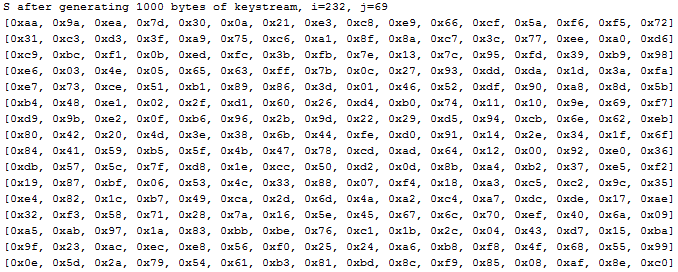 S after generating 1000 bytes of keystream, i=232, j=69
[0xaa, 0x9a, 0xea, 0x7d, 0x30, 0x0a, 0x21, 0xe3, 0xc8, 0xe9, 0x66, 0xcf, 0x5a, 0xf6, 0xf5, 0x72]
[0x31, 0xc3, 0xd3, 0x3f, 0xa9, 0x75, 0xc6, 0xa1, 0x8f, 0x8a, 0xc7, 0x3c, 0x77, 0xee, 0xa0, 0xd6]
[0xc9, 0xbc, 0xf1, 0x0b, 0xed, 0xfc, 0x3b, 0xfb, 0x7e, 0x13, 0x7c, 0x95, 0xfd, 0x39, 0xb9, 0x98]
[0xe6, 0x03, 0x4e, 0x05, 0x65, 0x63, 0xff, 0x7b, 0x0c, 0x27, 0x93, 0xdd, 0xda, 0x1d, 0x3a, 0xfa]
[0xe7, 0x73, 0xce, 0x51, 0xb1, 0x89, 0x86, 0x3d, 0x01, 0x46, 0x52, 0xdf, 0x90, 0xa8, 0x8d, 0x5b]
[0xb4, 0x48, 0xe1, 0x02, 0x2f, 0xd1, 0x60, 0x26, 0xd4, 0xb0, 0x74, 0x11, 0x10, 0x9e, 0x69, 0xf7]
[0xd9, 0x9b, 0xe2, 0x0f, 0xb6, 0x96, 0x2b, 0x9d, 0x22, 0x29, 0xd5, 0x94, 0xcb, 0x6e, 0x62, 0xeb]
[0x80, 0x42, 0x20, 0x4d, 0x3e, 0x38, 0x6b, 0x44, 0xfe, 0xd0, 0x91, 0x14, 0x2e, 0x34, 0x1f, 0x6f]
[0x84, 0x41, 0x59, 0xb5, 0x5f, 0x4b, 0x47, 0x78, 0xcd, 0xad, 0x64, 0x12, 0x00, 0x92, 0xe0, 0x36]
[0xdb, 0x57, 0x5c, 0x7f, 0xd8, 0x1e, 0xcc, 0x50, 0xd2, 0x0d, 0x8b, 0xa4, 0xb2, 0x37, 0xe5, 0xf2]
[0x19, 0x87, 0xbf, 0x06, 0x53, 0x4c, 0x33, 0x88, 0x07, 0xf4, 0x18, 0xa3, 0xc5, 0xc2, 0x9c, 0x35]
[0xe4, 0x82, 0x1c, 0xb7, 0x49, 0xca, 0x2d, 0x6d, 0x4a, 0xa2, 0xc4, 0xa7, 0xdc, 0xde, 0x17, 0xae]
[0x32, 0xf3, 0x58, 0x71, 0x28, 0x7a, 0x16, 0x5e, 0x45, 0x67, 0x6c, 0x70, 0xef, 0x40, 0x6a, 0x09]
[0xa5, 0xab, 0x97, 0x1a, 0x83, 0xbb, 0xbe, 0x76, 0xc1, 0x1b, 0x2c, 0x04, 0x43, 0xd7, 0x15, 0xba]
[0x9f, 0x23, 0xac, 0xec, 0xe8, 0x56, 0xf0, 0x25, 0x24, 0xa6, 0xb8, 0xf8, 0x4f, 0x68, 0x55, 0x99]
[0x0e, 0x5d, 0x2a, 0x79, 0x54, 0x61, 0xb3, 0x81, 0xbd, 0x8c, 0xf9, 0x85, 0x08, 0xaf, 0x8e, 0xc0]